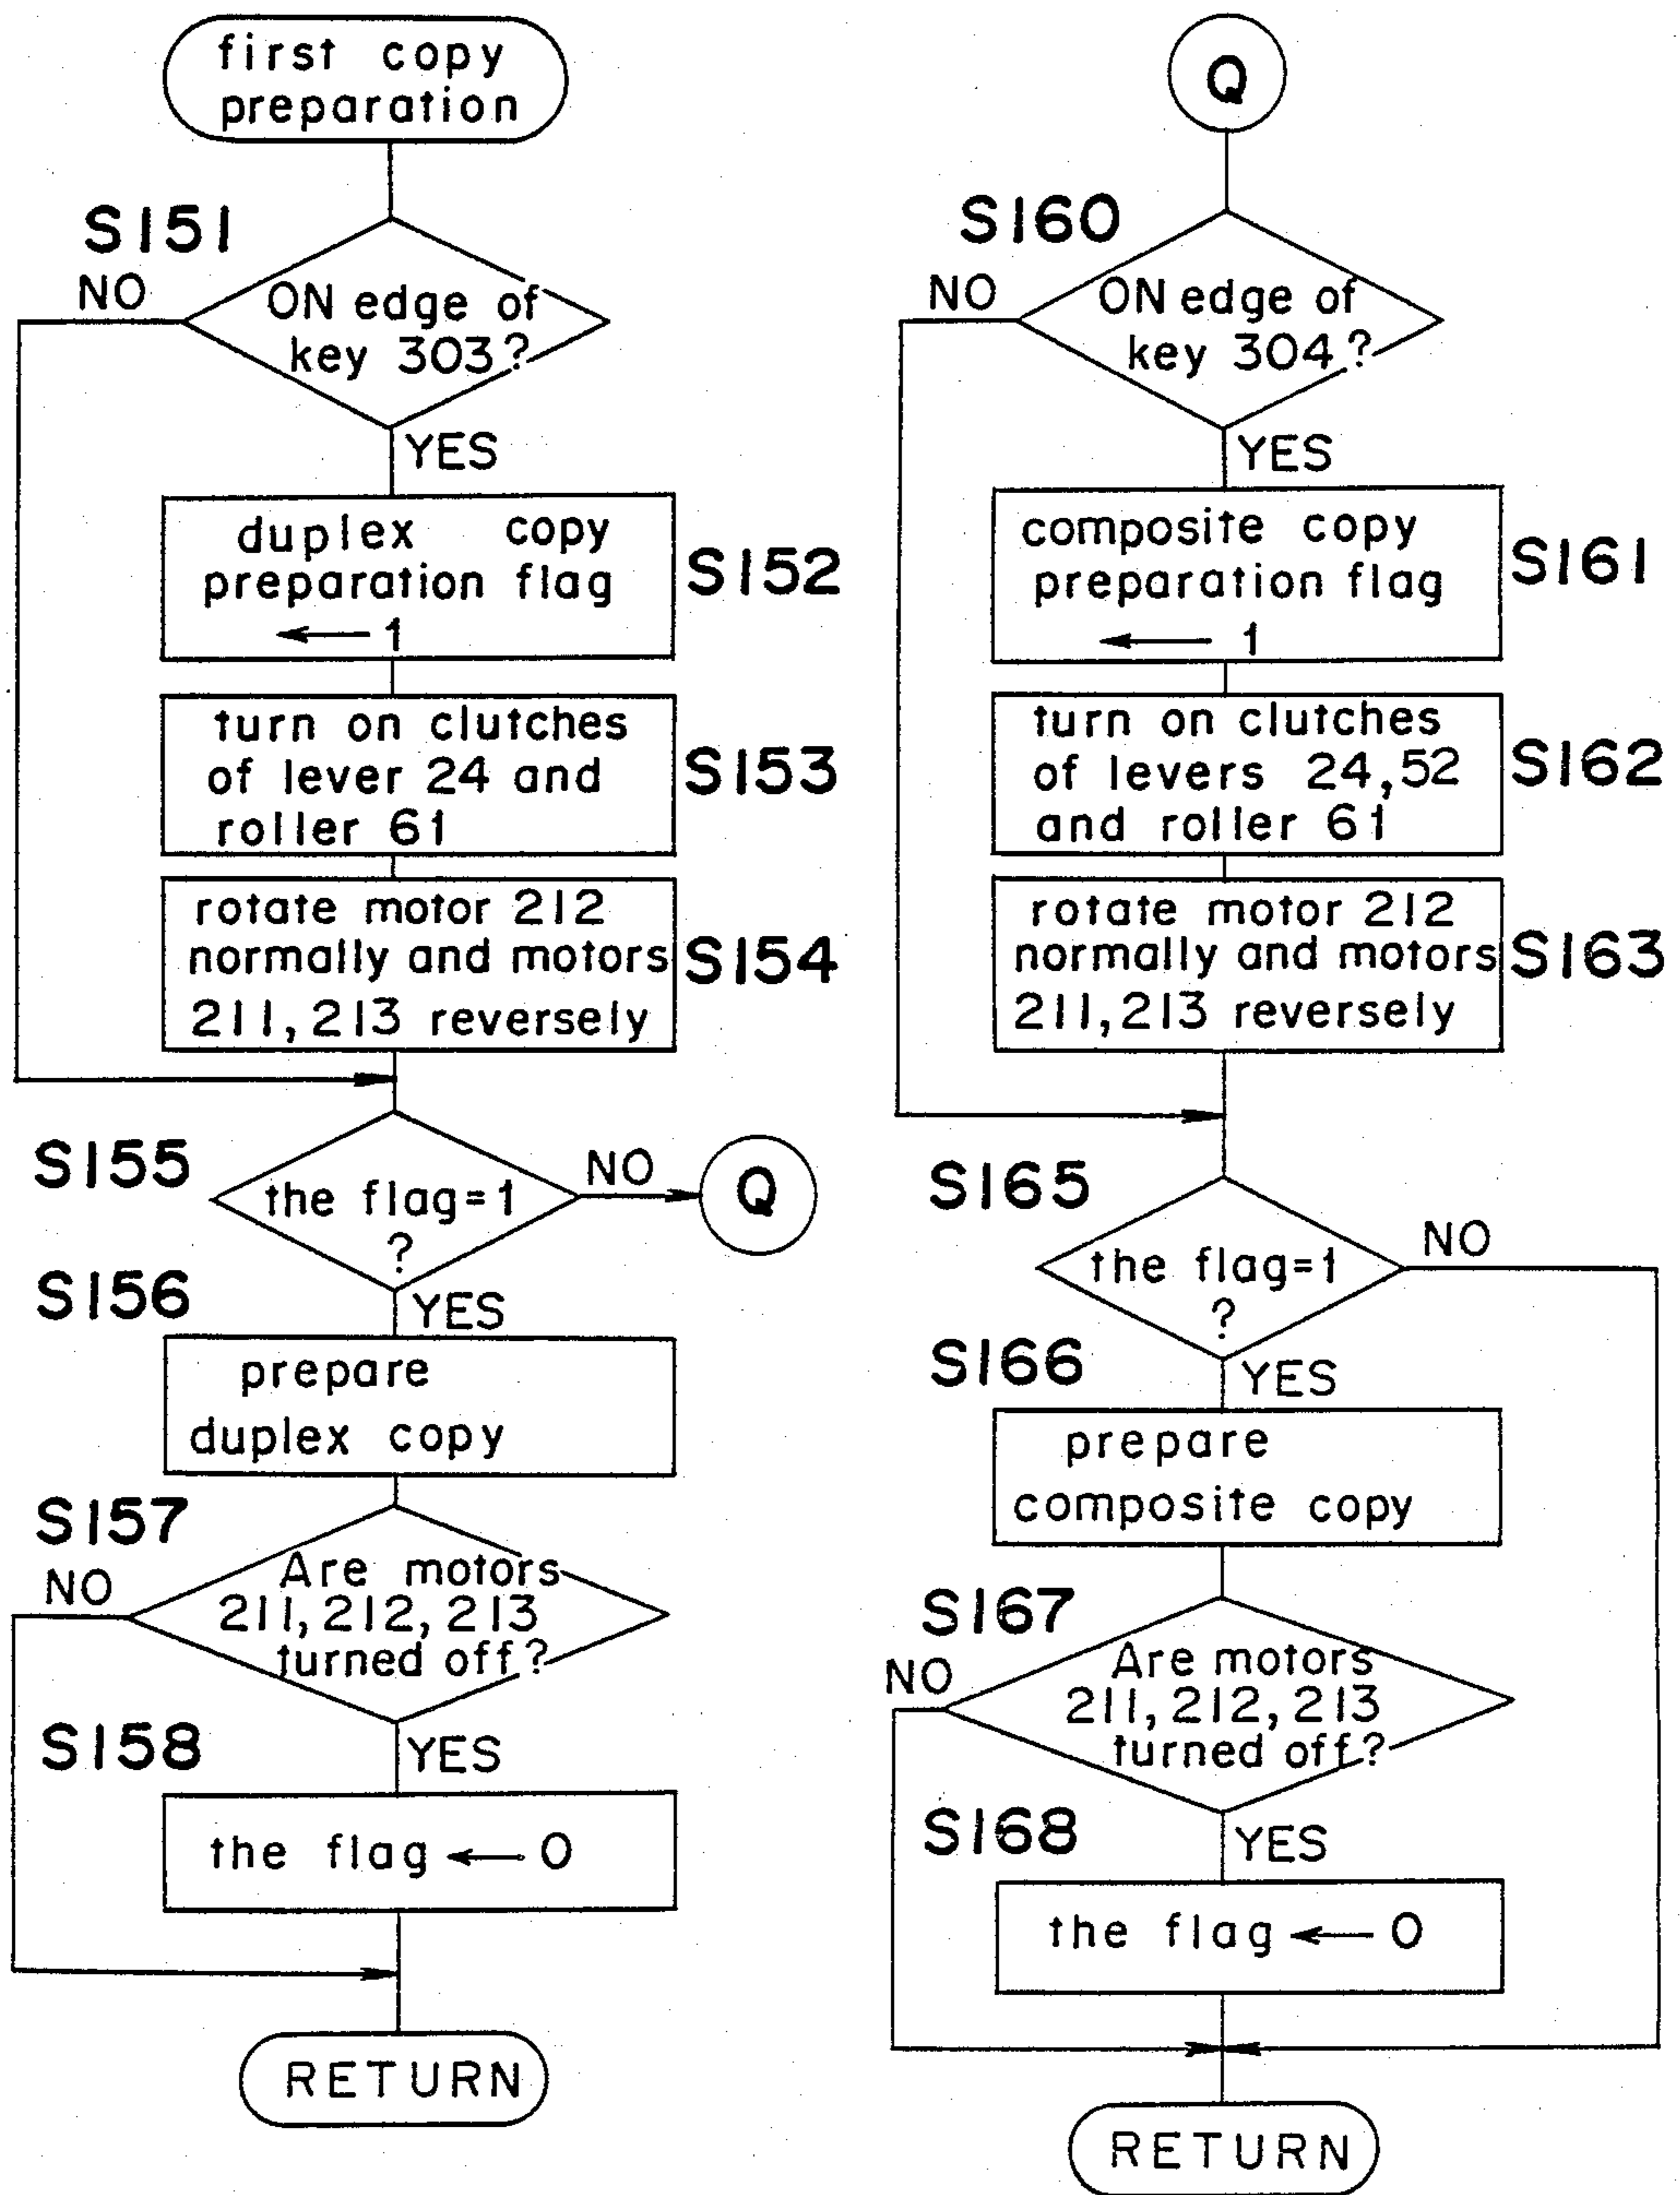 first copy
preparation
S151
NO
ON edge of
key 303?
YES
duplex copy
preparation flag
← 1
S152
turn on clutches
of lever 24 and
roller 61
S153
rotate motor 212
normally and motors
211, 213 reversely
S154
S155
the flag=1
?
NO
Q
S156
YES
prepare
duplex copy
S157
NO
Are motors
211, 212, 213
turned off?
S158
YES
the flag ← 0
RETURN
Q
S160
NO
ON edge of
key 304?
YES
composite copy
preparation flag
← 1
S161
turn on clutches
of levers 24,52
and roller 61
S162
rotate motor 212
normally and motors
211, 213 reversely
S163
S165
the flag=1
?
NO
S166
YES
prepare
composite copy
S167
NO
Are motors
211, 212, 213
turned off?
S168
YES
the flag ← 0
RETURN